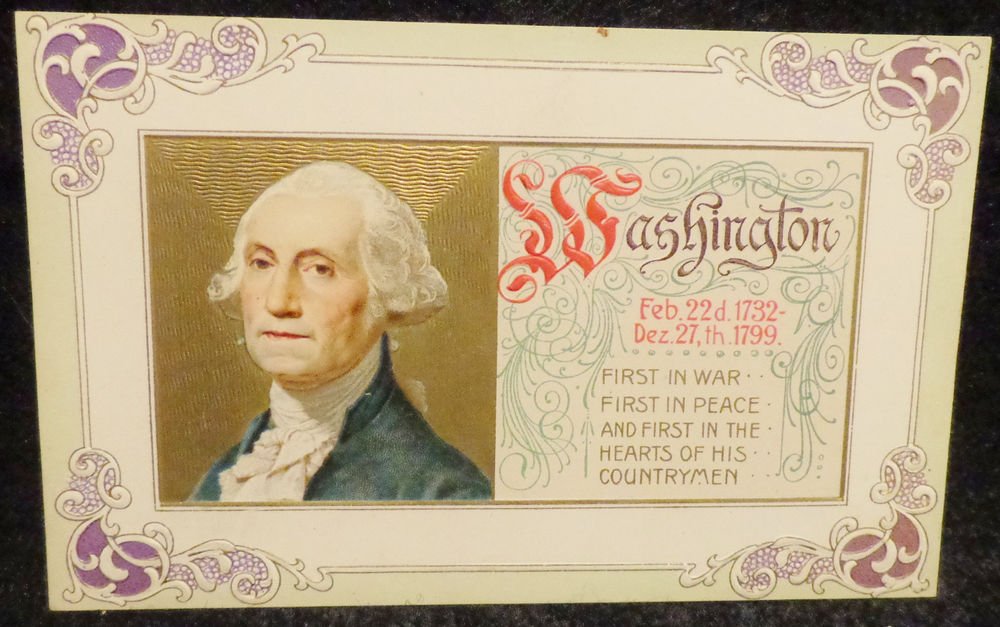 Washington
Feb. 22d. 1732-
Dez. 27,th. 1799.
FIRST IN WAR · ·
FIRST IN PEACE ·
AND FIRST IN THE ·
HEARTS OF HIS · ·
COUNTRYMEN · ·